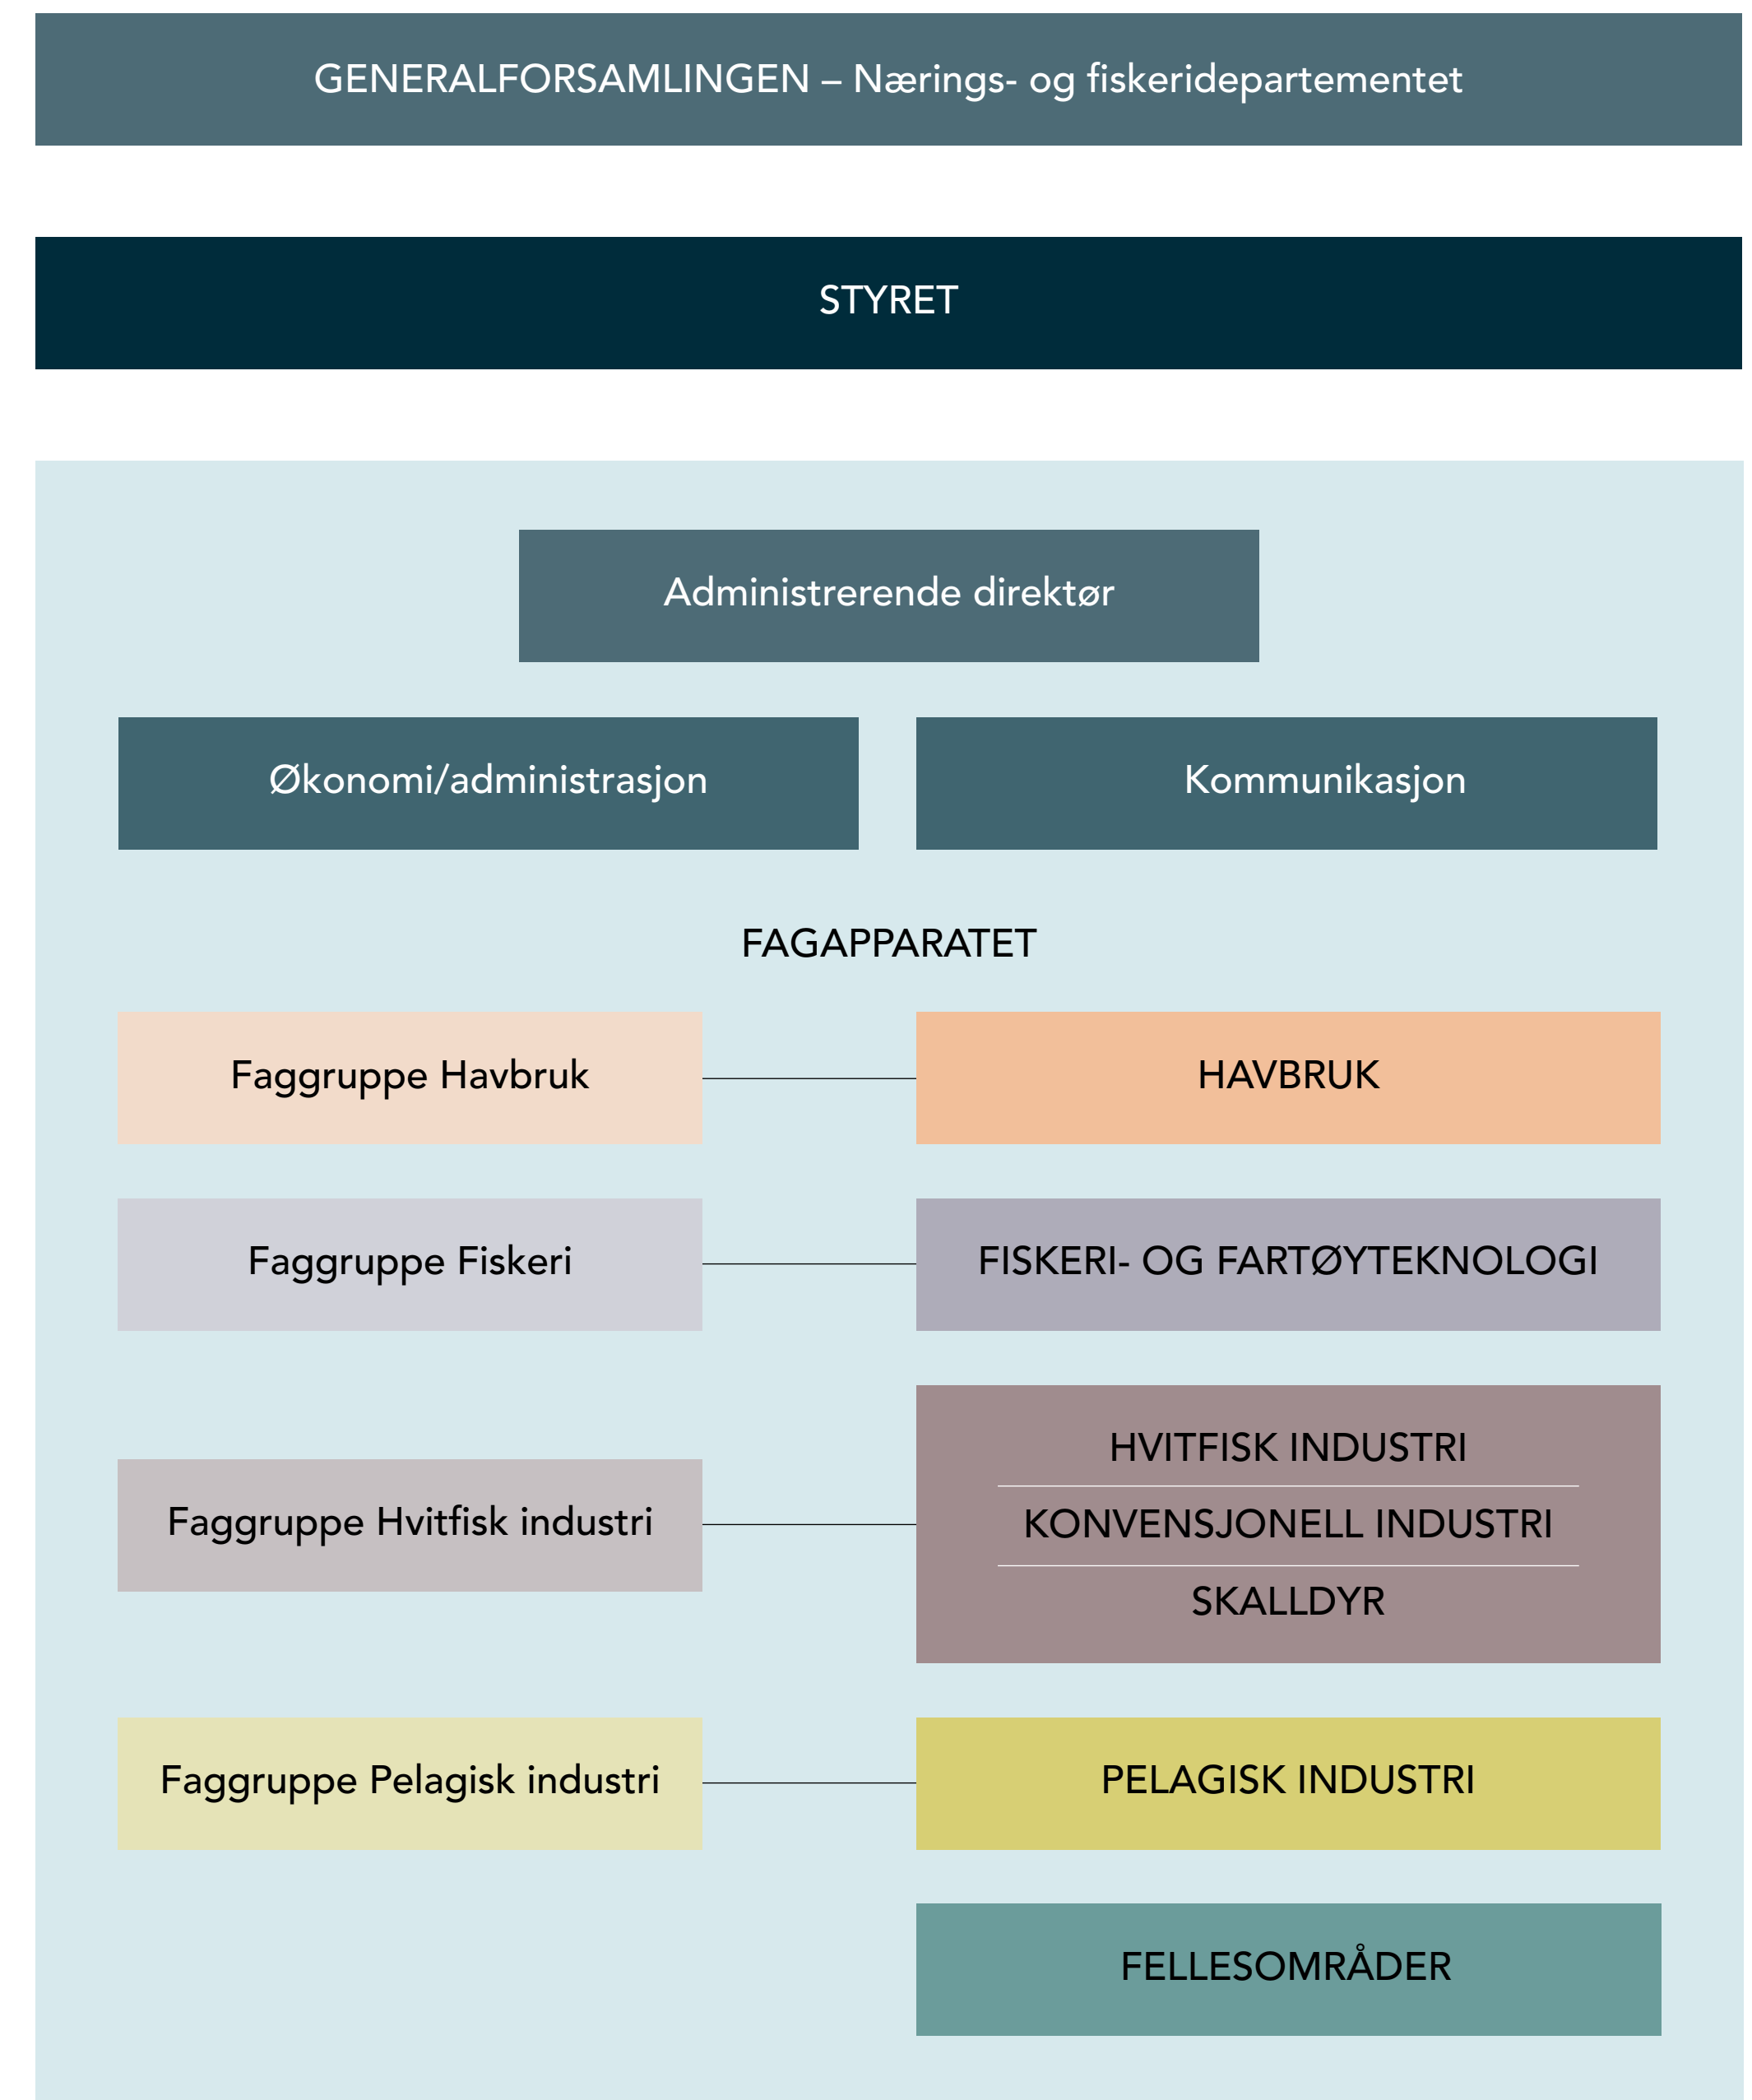 GENERALFORSAMLINGEN – Nærings- og fiskeridepartementet
STYRET
Administrerende direktør
Økonomi/administrasjon
Kommunikasjon
FAGAPPARATET
Faggruppe Havbruk
HAVBRUK
Faggruppe Fiskeri
FISKERI- OG FARTØYTEKNOLOGI
Faggruppe Hvitfisk industri
HVITFISK INDUSTRI
KONVENSJONELL INDUSTRI
SKALLDYR
Faggruppe Pelagisk industri
PELAGISK INDUSTRI
FELLESOMRÅDER